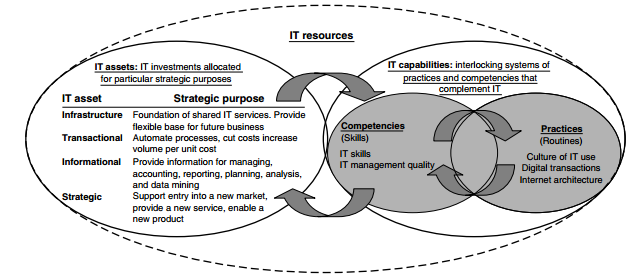 IT resources
IT assets: IT investments allocated
for particular strategic purposes
IT asset Strategic purpose
Infrastructure Foundation of shared IT services. Provide
flexible base for future business
Transactional Automate processes, cut costs increase
volume per unit cost
Informational Provide information for managing,
accounting, reporting, planning, analysis,
and data mining
Strategic Support entry into a new market,
provide a new service, enable a
new product
IT capabilities: interlocking systems of
practices and competencies that
complement IT
Competencies
(Skills)
IT skills
IT management quality
Practices
(Routines)
Culture of IT use
Digital transactions
Internet architecture